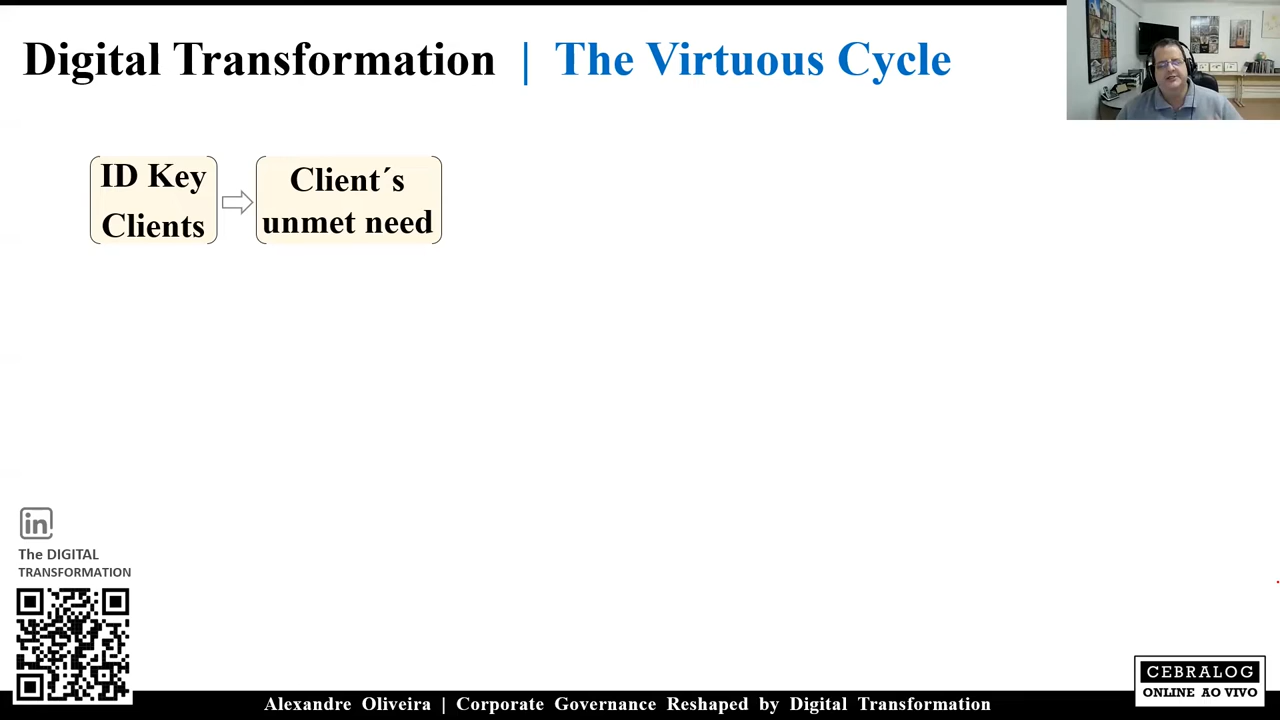 Digital Transformation | The Virtuous Cycle
ID Key
Clients
Client´s
unmet need
in
The DIGITAL
TRANSFORMATION
CEBRALOG
ONLINE AO VIVO
Alexandre Oliveira | Corporate Governance Reshaped by Digital Transformation